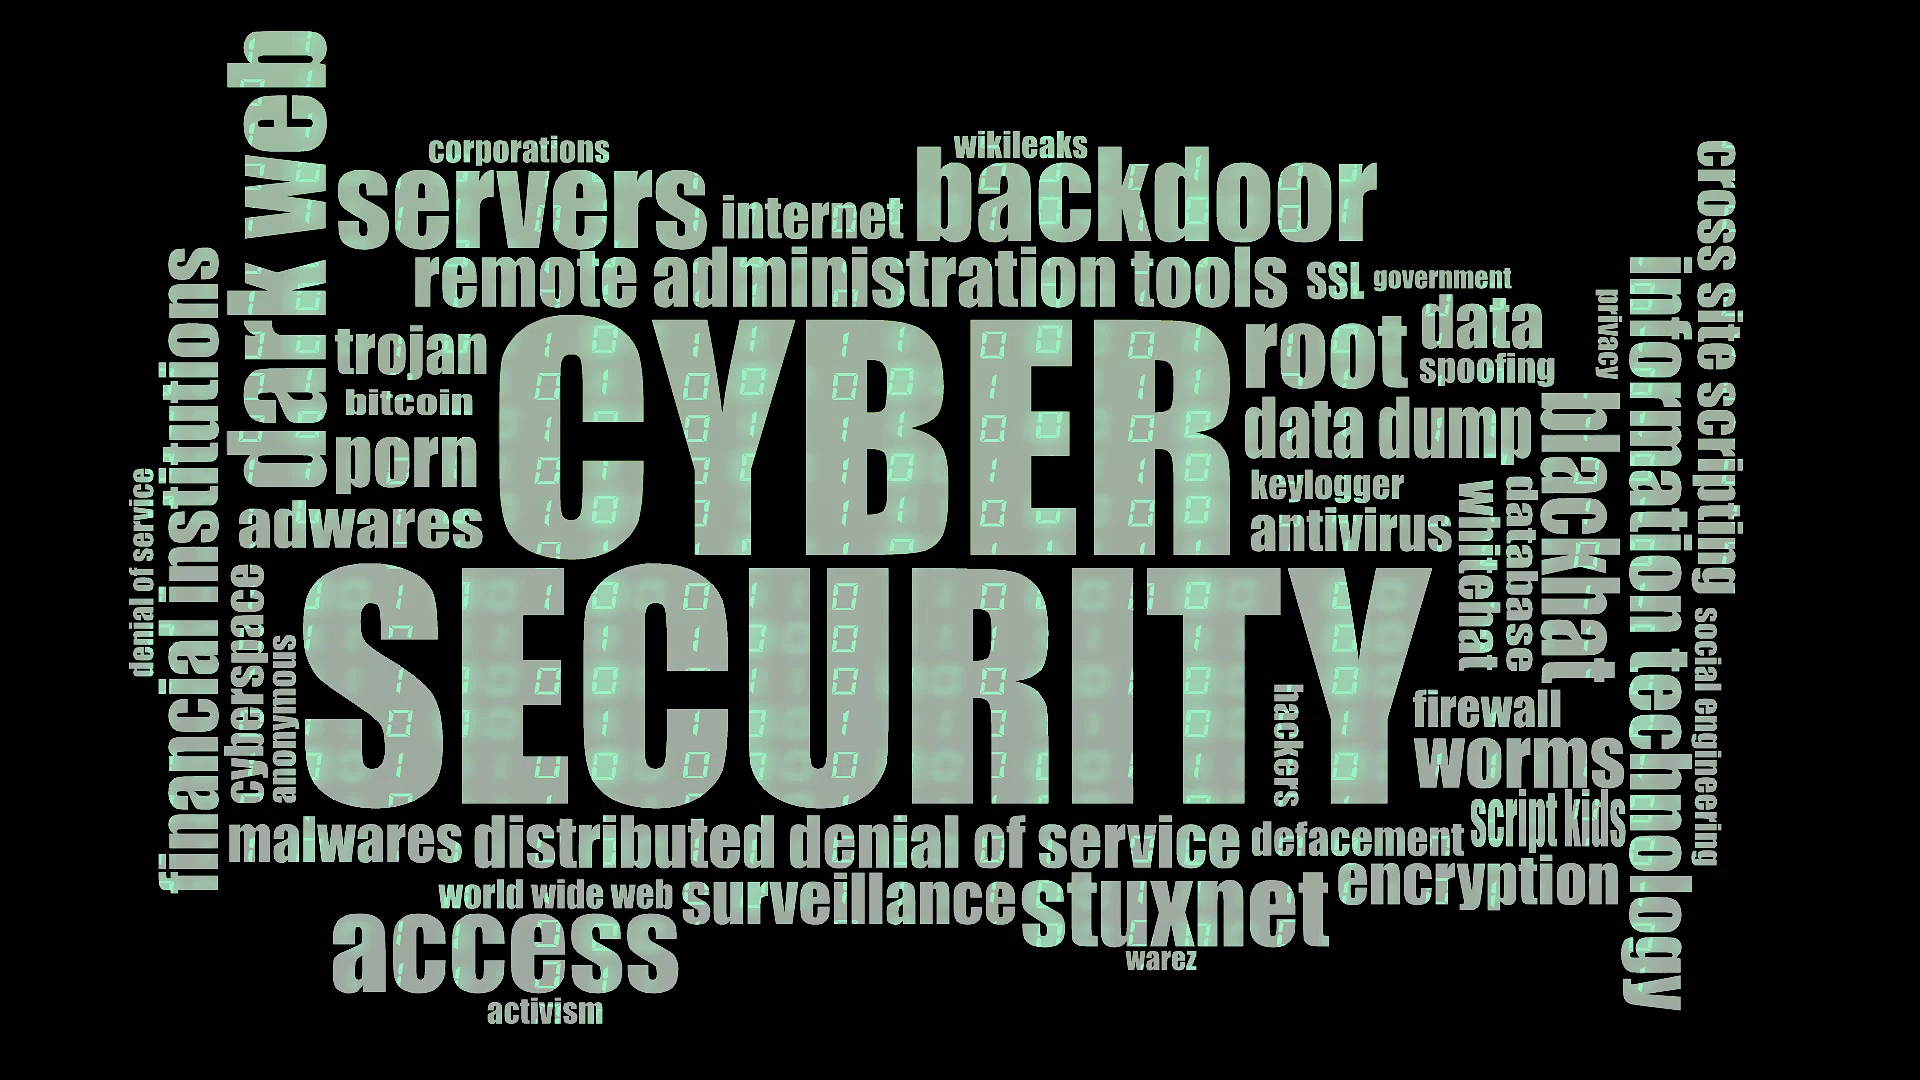 dark web
corporations
wikileaks
servers
internet
backdoor
remote administration tools
SSL
government
cross site scripting
information technology
privacy
financial institutions
denial of service
trojan
bitcoin
porn
adwares
CYBER
root
data
spoofing
data dump
keylogger
antivirus
whitehat
database
blackhat
cyberspace
anonymous
SECURITY
hackers
firewall
worms
script kids
social engineering
malwares
distributed denial of service
defacement
encryption
world wide web
surveillance
stuxnet
access
warez
activism